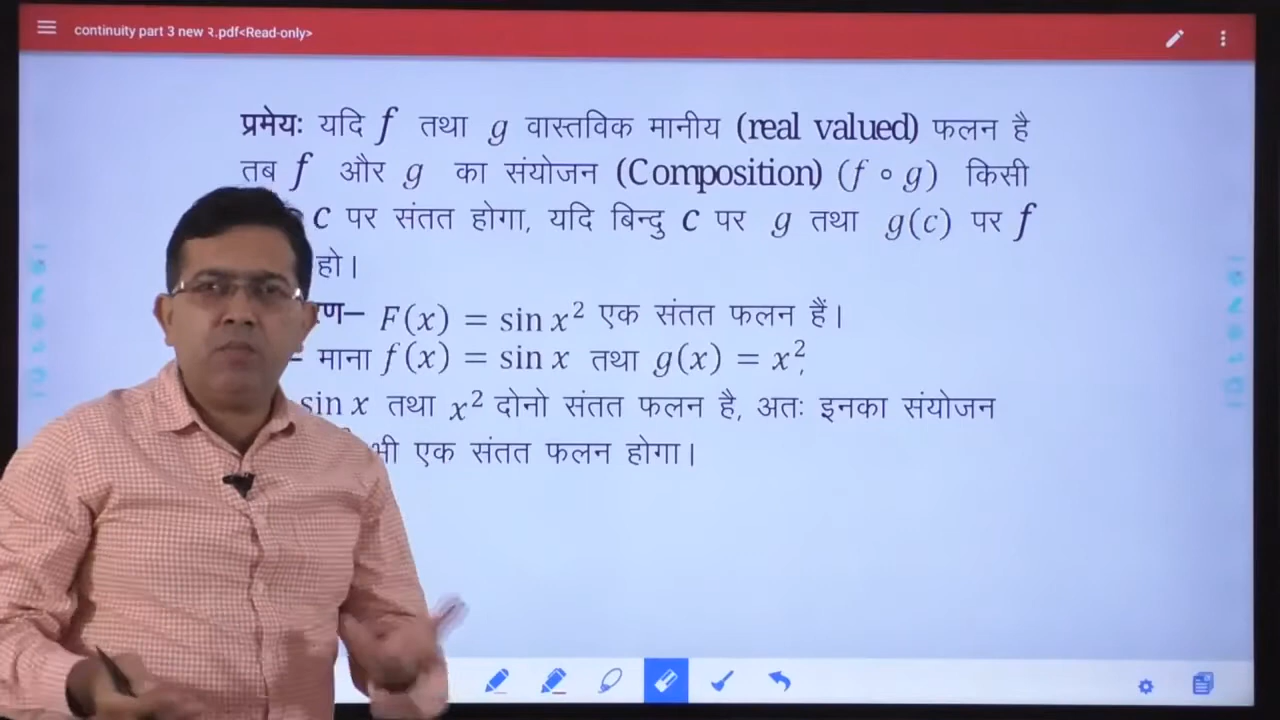 continuity part 3 new २.pdf<Read-only>
प्रमेयः यदि f तथा g वास्तविक मानीय (real valued) फलन है
तब f और g का संयोजन (Composition) (f ∘ g) किसी
c पर संतत होगा, यदि बिन्दु c पर g तथा g(c) पर f
हो।
F(x) = sin x² एक संतत फलन हैं।
माना f(x) = sin x तथा g(x) = x²,
sin x तथा x² दोनो संतत फलन है, अतः इनका संयोजन
भी एक संतत फलन होगा।